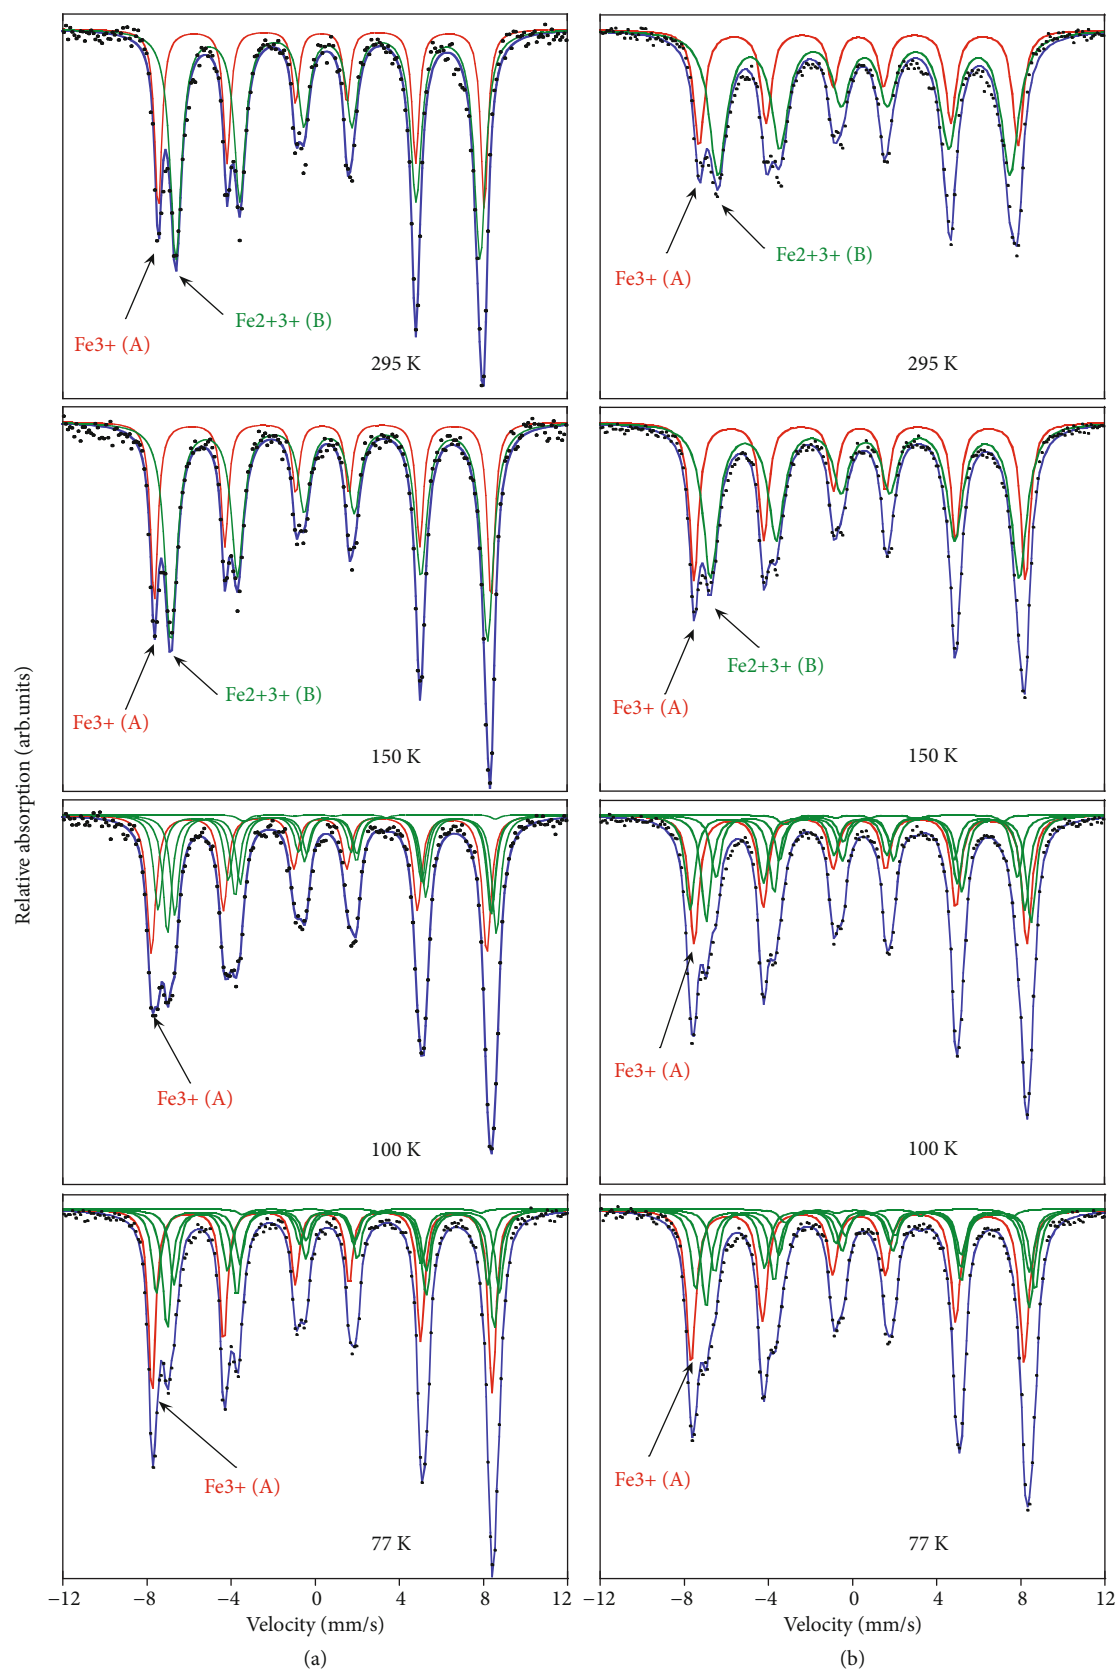 Fe3+ (A)
Fe2+3+ (B)
295 K
Fe3+ (A)
Fe2+3+ (B)
295 K
Fe3+ (A)
Fe2+3+ (B)
150 K
Fe3+ (A)
Fe2+3+ (B)
150 K
Relative absorption (arb.units)
Fe3+ (A)
100 K
Fe3+ (A)
100 K
Fe3+ (A)
77 K
Fe3+ (A)
77 K
−12 −8 −4 0 4 8 12
Velocity (mm/s)
(a)
−12 −8 −4 0 4 8 12
Velocity (mm/s)
(b)